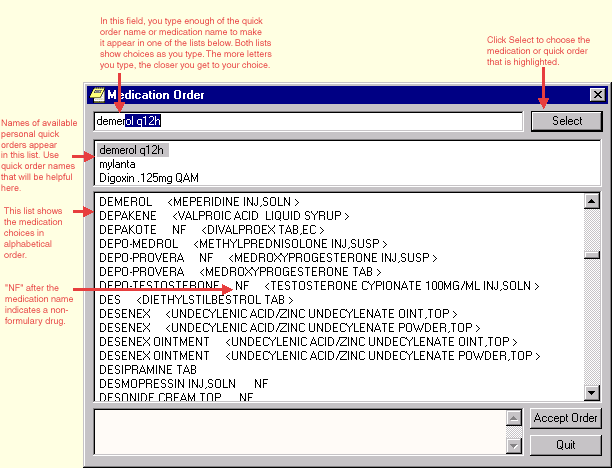 In this field, you type enough of the quick
order name or medication name to make
it appear in one of the lists below. Both lists
show choices as you type. The more letters
you type, the closer you get to your choice.
Click Select to choose the
medication or quick order
that is highlighted.
Medication Order
demerol q12h
Select
Names of available
personal quick
orders appear
in this list. Use
quick order names
that will be helpful
here.
demerol q12h
mylanta
Digoxin .125mg QAM
This list shows
the medication
choices in
alphabetical
order.
"NF" after the
medication name
indicates a non-
formulary drug.
DEMEROL <MEPERIDINE INJ,SOLN >
DEPAKENE <VALPROIC ACID LIQUID SYRUP >
DEPAKOTE NF <DIVALPROEX TAB,EC >
DEPO-MEDROL <METHYLPREDNISOLONE INJ,SUSP >
DEPO-PROVERA NF <MEDROXYPROGESTERONE INJ,SUSP >
DEPO-PROVERA <MEDROXYPROGESTERONE TAB >
DEPO-TESTOSTERONE NF <TESTOSTERONE CYPIONATE 100MG/ML INJ,SOLN >
DES <DIETHYLSTILBESTROL TAB >
DESENEX <UNDECYLENIC ACID/ZINC UNDECYLENATE OINT,TOP >
DESENEX <UNDECYLENIC ACID/ZINC UNDECYLENATE POWDER,TOP >
DESENEX OINTMENT <UNDECYLENIC ACID/ZINC UNDECYLENATE OINT,TOP >
DESENEX OINTMENT <UNDECYLENIC ACID/ZINC UNDECYLENATE POWDER,TOP >
DESIPRAMINE TAB
DESMOPRESSIN INJ,SOLN NF
DESONIDE CREAM,TOP NF
Accept Order
Quit